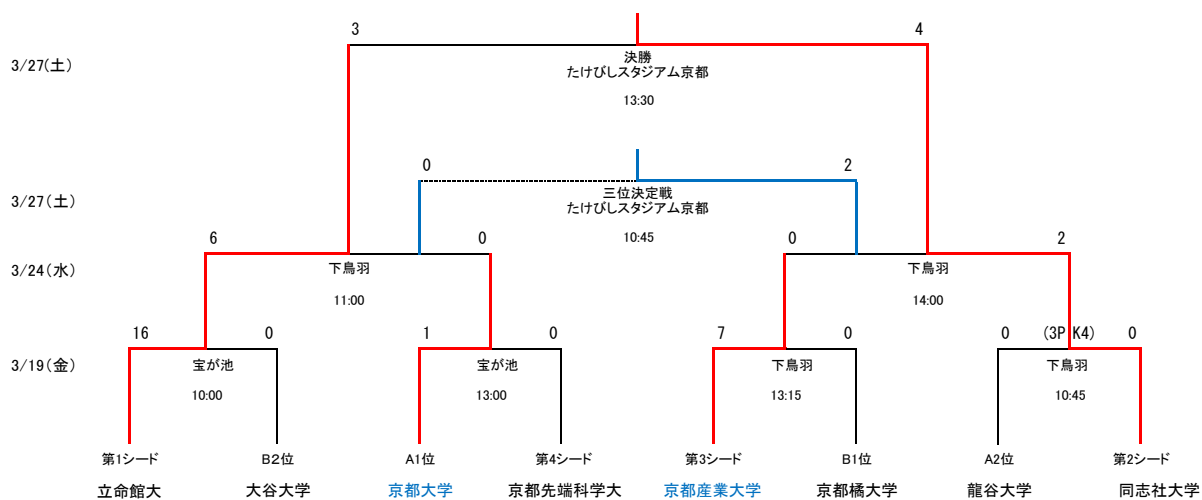 3 4
決勝
3/27(土)
たけびしスタジアム京都
13:30
0 2
三位決定戦
3/27(土)
たけびしスタジアム京都
10:45
6 0 0 2
3/24(水) 下鳥羽 下鳥羽
11:00 14:00
16 0 1 0 7 0 0 (3PK4) 0
3/19(金) 宝が池 宝が池 下鳥羽 下鳥羽
10:00 13:00 13:15 10:45
第1シード B2位 A1位 第4シード 第3シード B1位 A2位 第2シード
立命館大 大谷大学 京都大学 京都先端科学大 京都産業大学 京都橘大学 龍谷大学 同志社大学